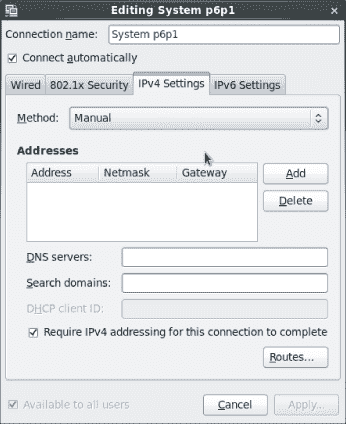 Editing System p6p1
Connection name: System p6p1
Connect automatically
Wired 802.1x Security IPv4 Settings IPv6 Settings
Method: Manual
Addresses
Address Netmask Gateway Add
Delete
DNS servers:
Search domains:
DHCP client ID:
Require IPv4 addressing for this connection to complete
Routes...
Available to all users Cancel Apply...